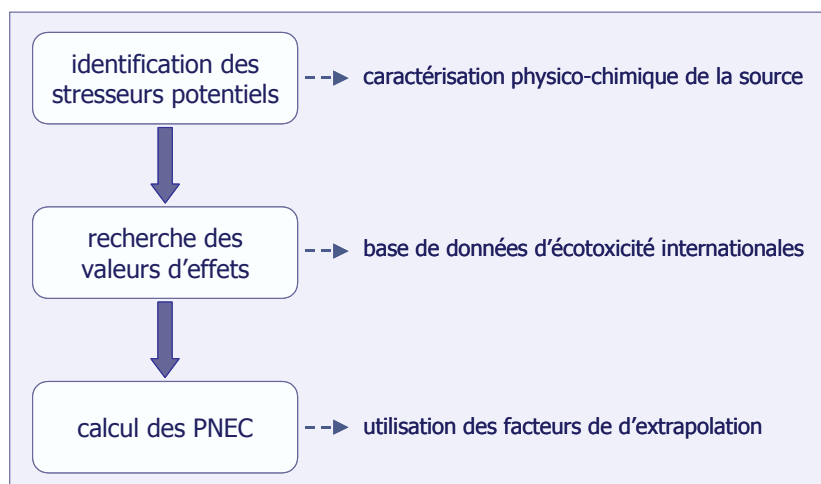 identification des
stresseurs potentiels
caractérisation physico-chimique de la source
recherche des
valeurs d'effets
base de données d'écotoxicité internationales
calcul des PNEC
utilisation des facteurs de d'extrapolation